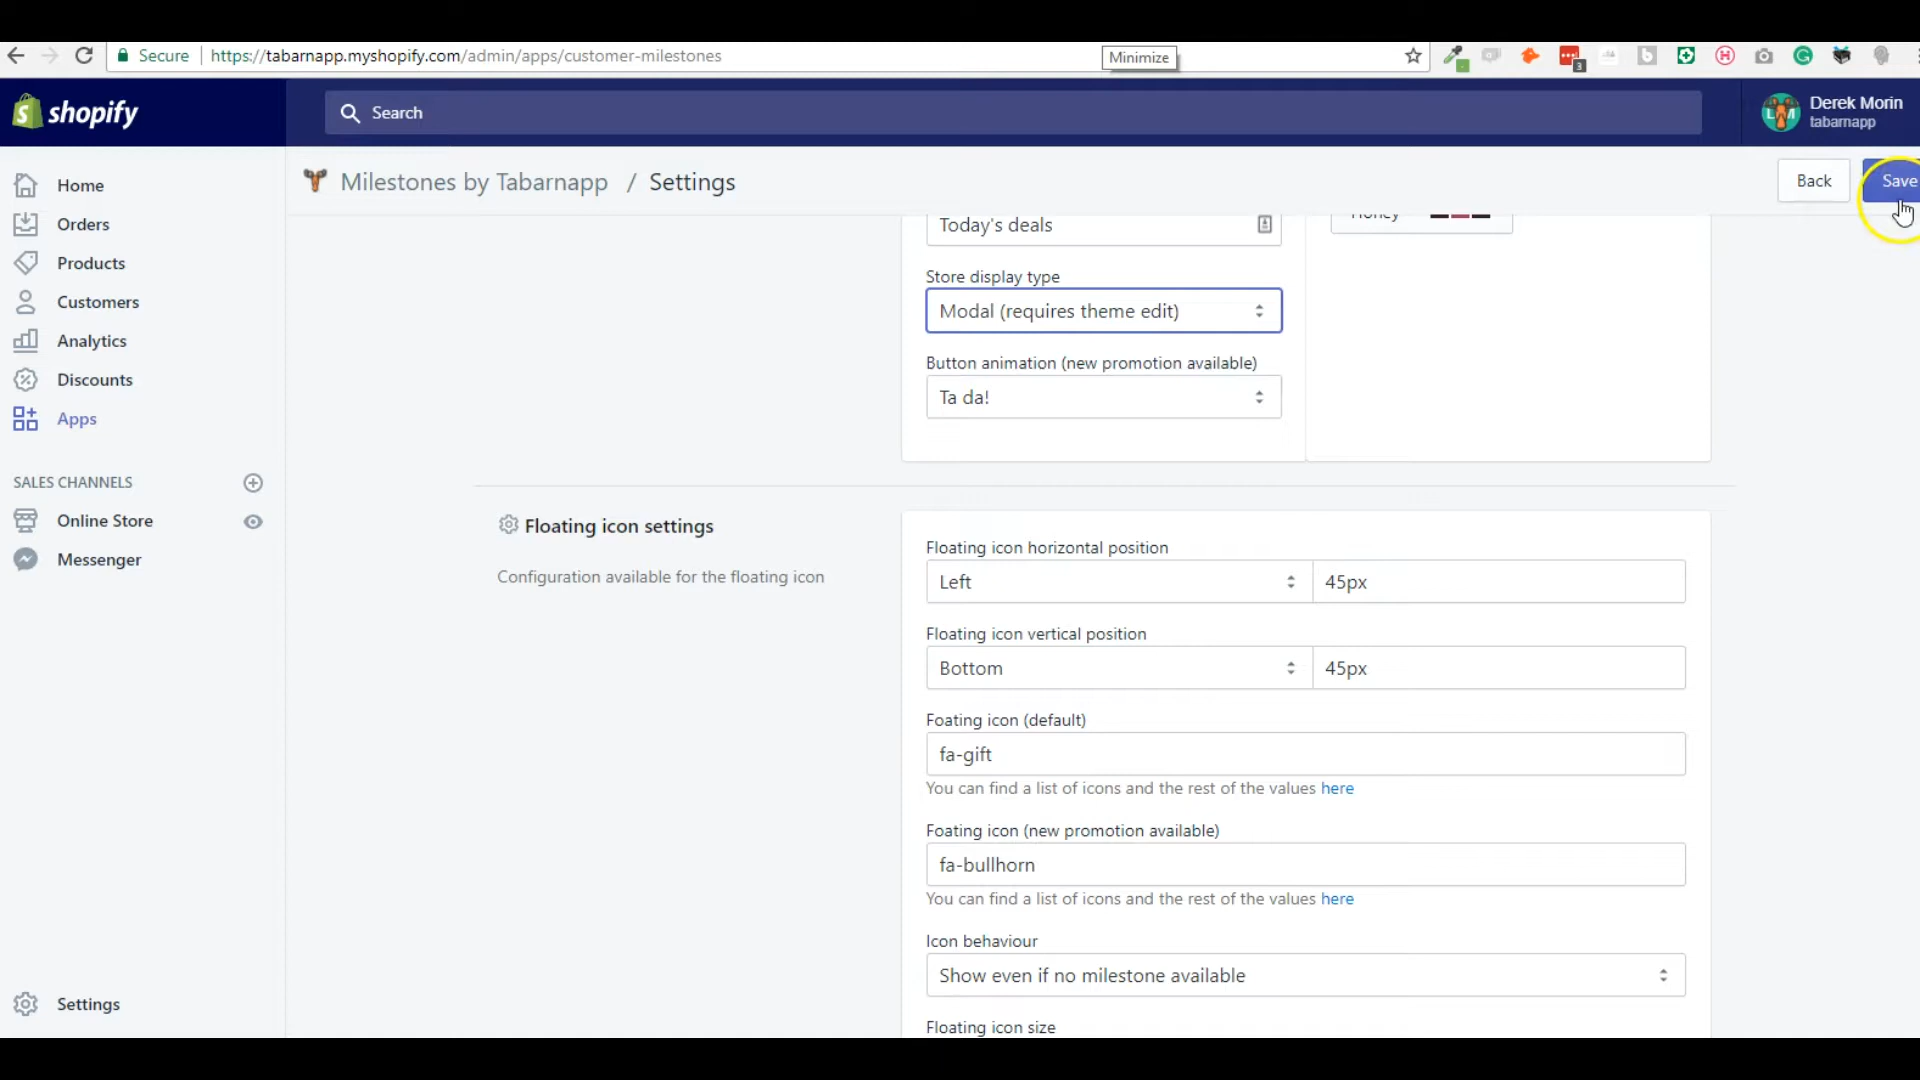 Secure https://tabarnapp.myshopify.com/admin/apps/customer-milestones
Minimize
3
shopify
Search
Derek Morin
tabarnapp
Milestones by Tabarnapp / Settings
Back
Save
Home
Orders
Products
Customers
Analytics
Discounts
Apps
SALES CHANNELS
Online Store
Messenger
Settings
Today's deals
Honey
Store display type
Modal (requires theme edit)
Button animation (new promotion available)
Ta da!
Floating icon settings
Configuration available for the floating icon
Floating icon horizontal position
Left 45px
Floating icon vertical position
Bottom 45px
Foating icon (default)
fa-gift
You can find a list of icons and the rest of the values here
Foating icon (new promotion available)
fa-bullhorn
You can find a list of icons and the rest of the values here
Icon behaviour
Show even if no milestone available
Floating icon size